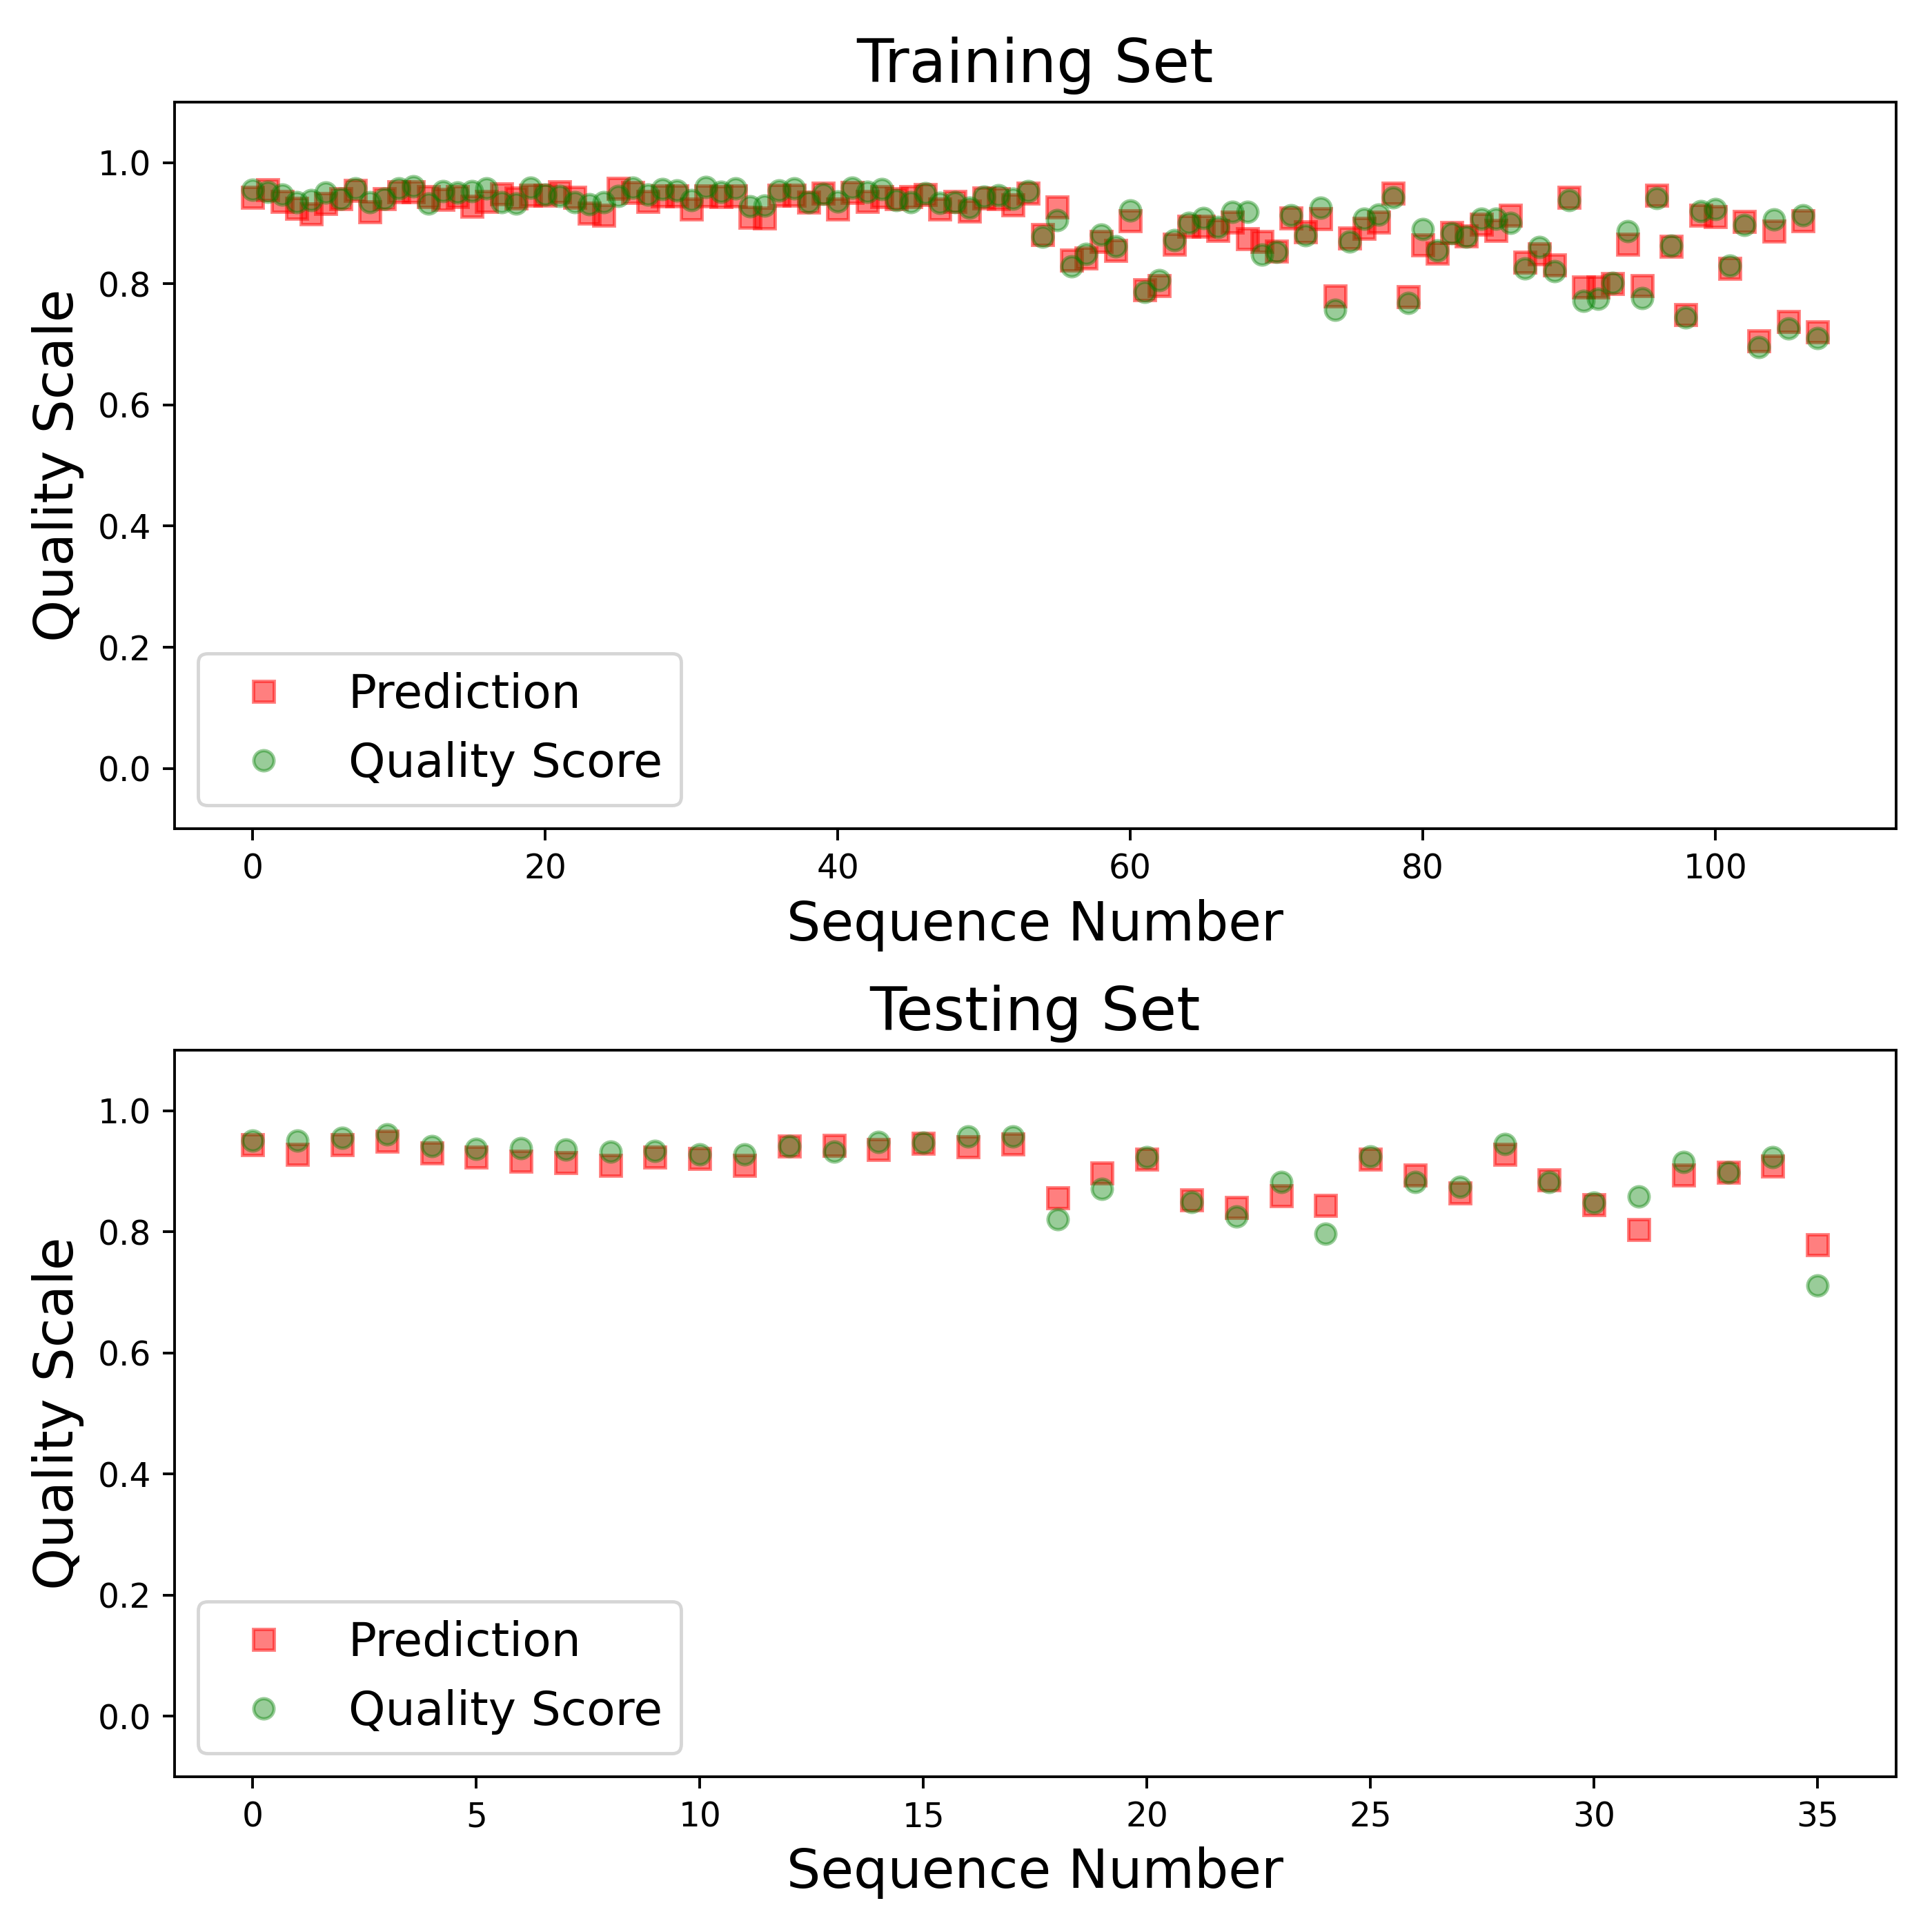 Training Set
Quality Scale
1.0
0.8
0.6
0.4
0.2
0.0
Prediction
Quality Score
0 20 40 60 80 100
Sequence Number
Testing Set
Quality Scale
1.0
0.8
0.6
0.4
0.2
0.0
Prediction
Quality Score
0 5 10 15 20 25 30 35
Sequence Number